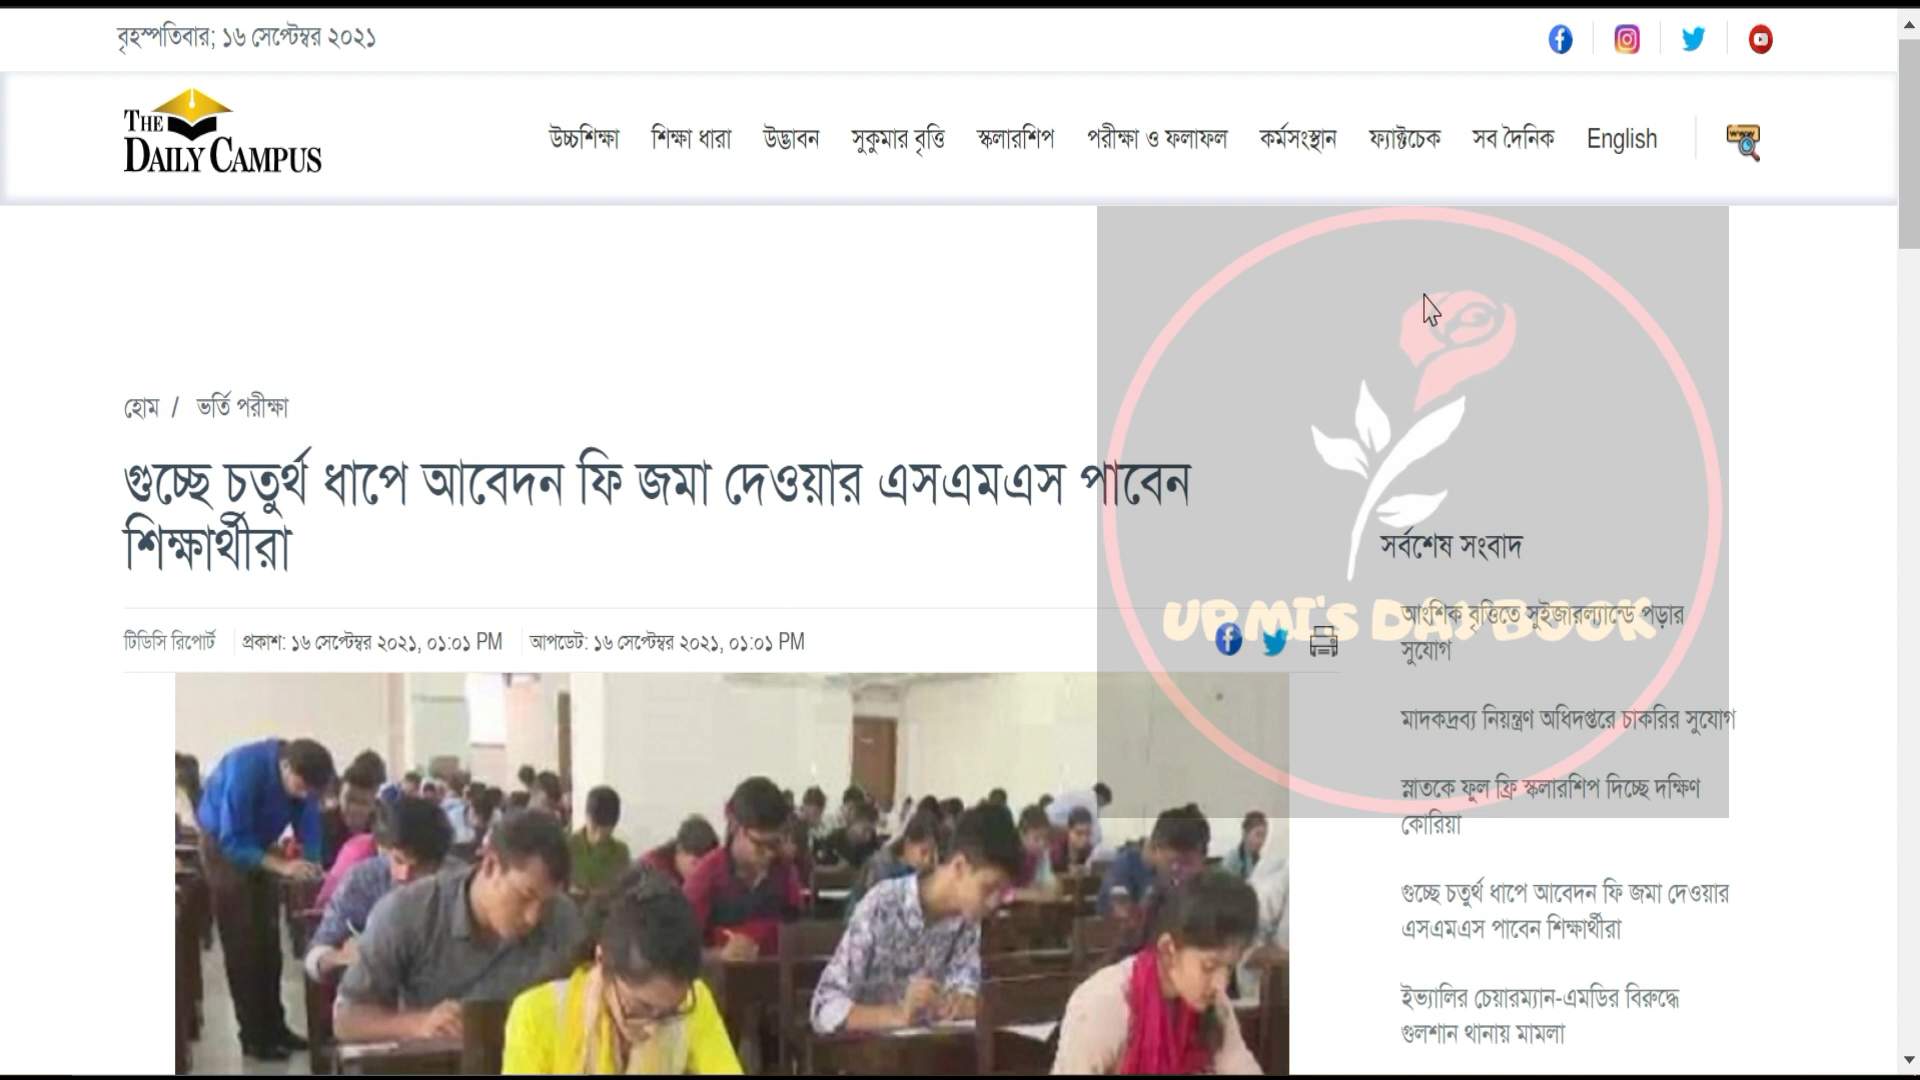 বৃহস্পতিবার; ১৬ সেপ্টেম্বর ২০২১
THE
DAILY CAMPUS
উচ্চশিক্ষা শিক্ষা ধারা উদ্ভাবন সুকুমার বৃত্তি স্কলারশিপ পরীক্ষা ও ফলাফল কর্মসংস্থান ফ্যাক্টচেক সব দৈনিক English
www
হোম / ভর্তি পরীক্ষা
গুচ্ছে চতুর্থ ধাপে আবেদন ফি জমা দেওয়ার এসএমএস পাবেন
শিক্ষার্থীরা
টিডিসি রিপোর্ট প্রকাশ: ১৬ সেপ্টেম্বর ২০২১, ০১:০১ PM আপডেট: ১৬ সেপ্টেম্বর ২০২১, ০১:০১ PM
URMI'S DAYBOOK
সর্বশেষ সংবাদ
আংশিক বৃত্তিতে সুইজারল্যান্ডে পড়ার
সুযোগ
মাদকদ্রব্য নিয়ন্ত্রণ অধিদপ্তরে চাকরির সুযোগ
স্নাতকে ফুল ফ্রি স্কলারশিপ দিচ্ছে দক্ষিণ
কোরিয়া
গুচ্ছে চতুর্থ ধাপে আবেদন ফি জমা দেওয়ার
এসএমএস পাবেন শিক্ষার্থীরা
ইভ্যালির চেয়ারম্যান-এমডির বিরুদ্ধে
গুলশান থানায় মামলা